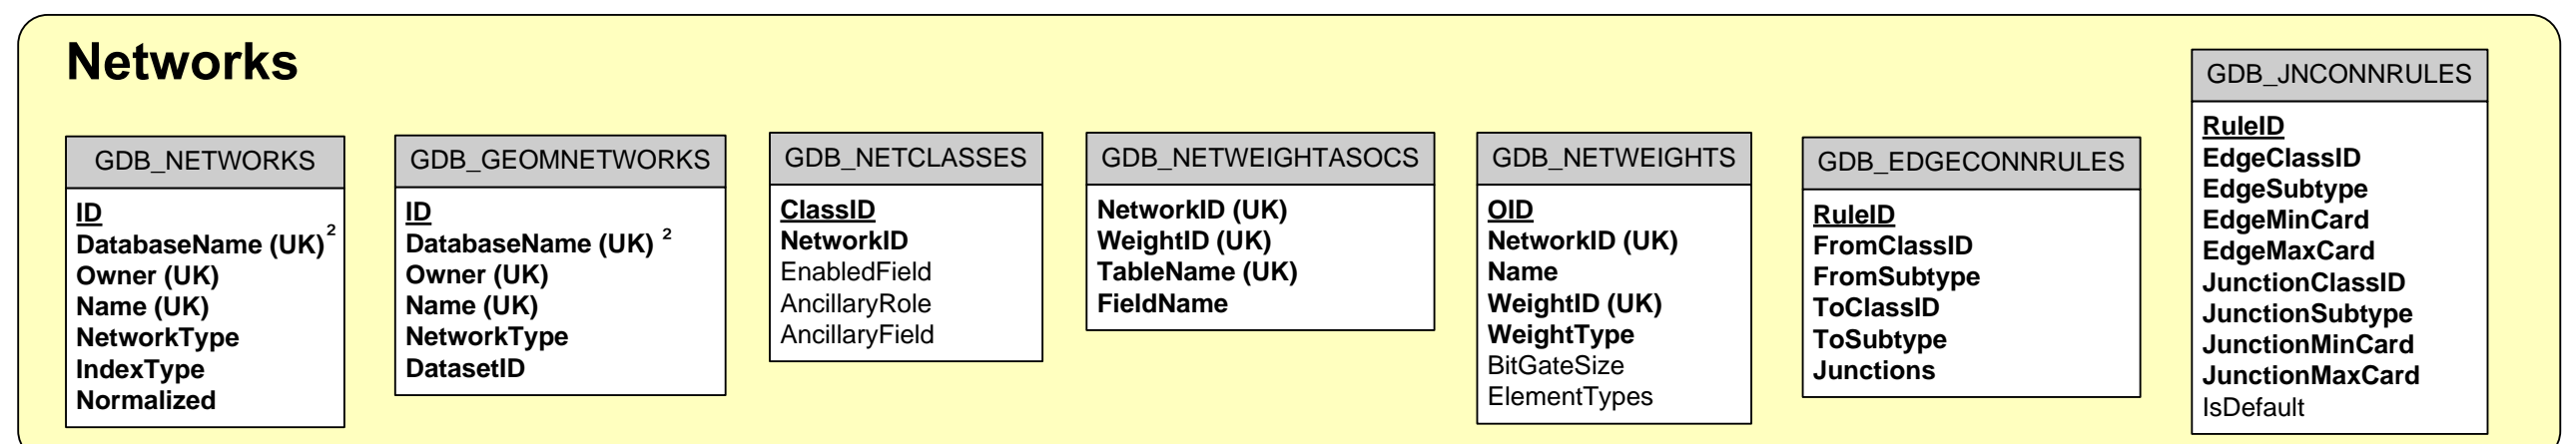 Networks
GDB_NETWORKS
ID
DatabaseName (UK)²
Owner (UK)
Name (UK)
NetworkType
IndexType
Normalized
GDB_GEOMNETWORKS
ID
DatabaseName (UK) ²
Owner (UK)
Name (UK)
NetworkType
DatasetID
GDB_NETCLASSES
ClassID
NetworkID
EnabledField
AncillaryRole
AncillaryField
GDB_NETWEIGHTASOCS
NetworkID (UK)
WeightID (UK)
TableName (UK)
FieldName
GDB_NETWEIGHTS
OID
NetworkID (UK)
Name
WeightID (UK)
WeightType
BitGateSize
ElementTypes
GDB_EDGECONNRULES
RuleID
FromClassID
FromSubtype
ToClassID
ToSubtype
Junctions
GDB_JNCONNRULES
RuleID
EdgeClassID
EdgeSubtype
EdgeMinCard
EdgeMaxCard
JunctionClassID
JunctionSubtype
JunctionMinCard
JunctionMaxCard
IsDefault